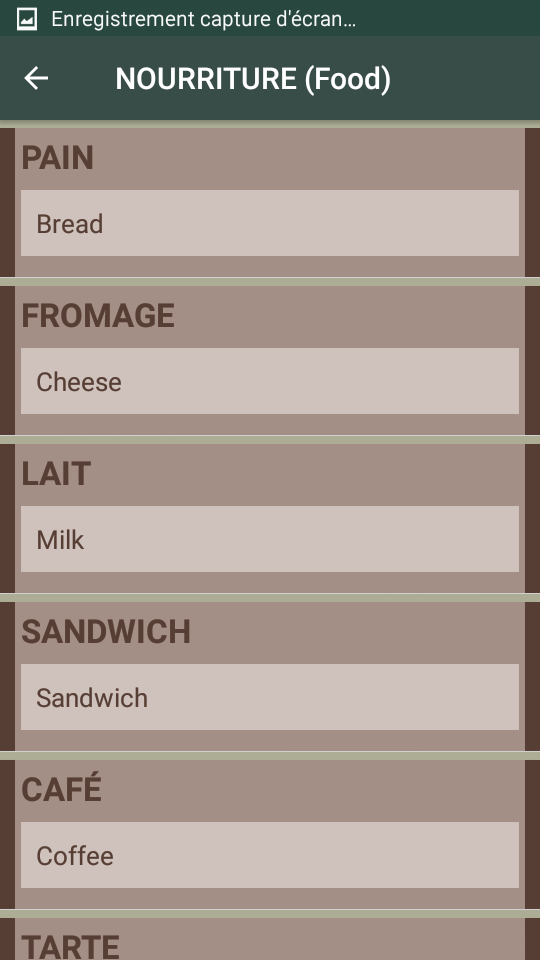 Enregistrement capture d'écran…
NOURRITURE (Food)
PAIN
Bread
FROMAGE
Cheese
LAIT
Milk
SANDWICH
Sandwich
CAFÉ
Coffee
TARTE